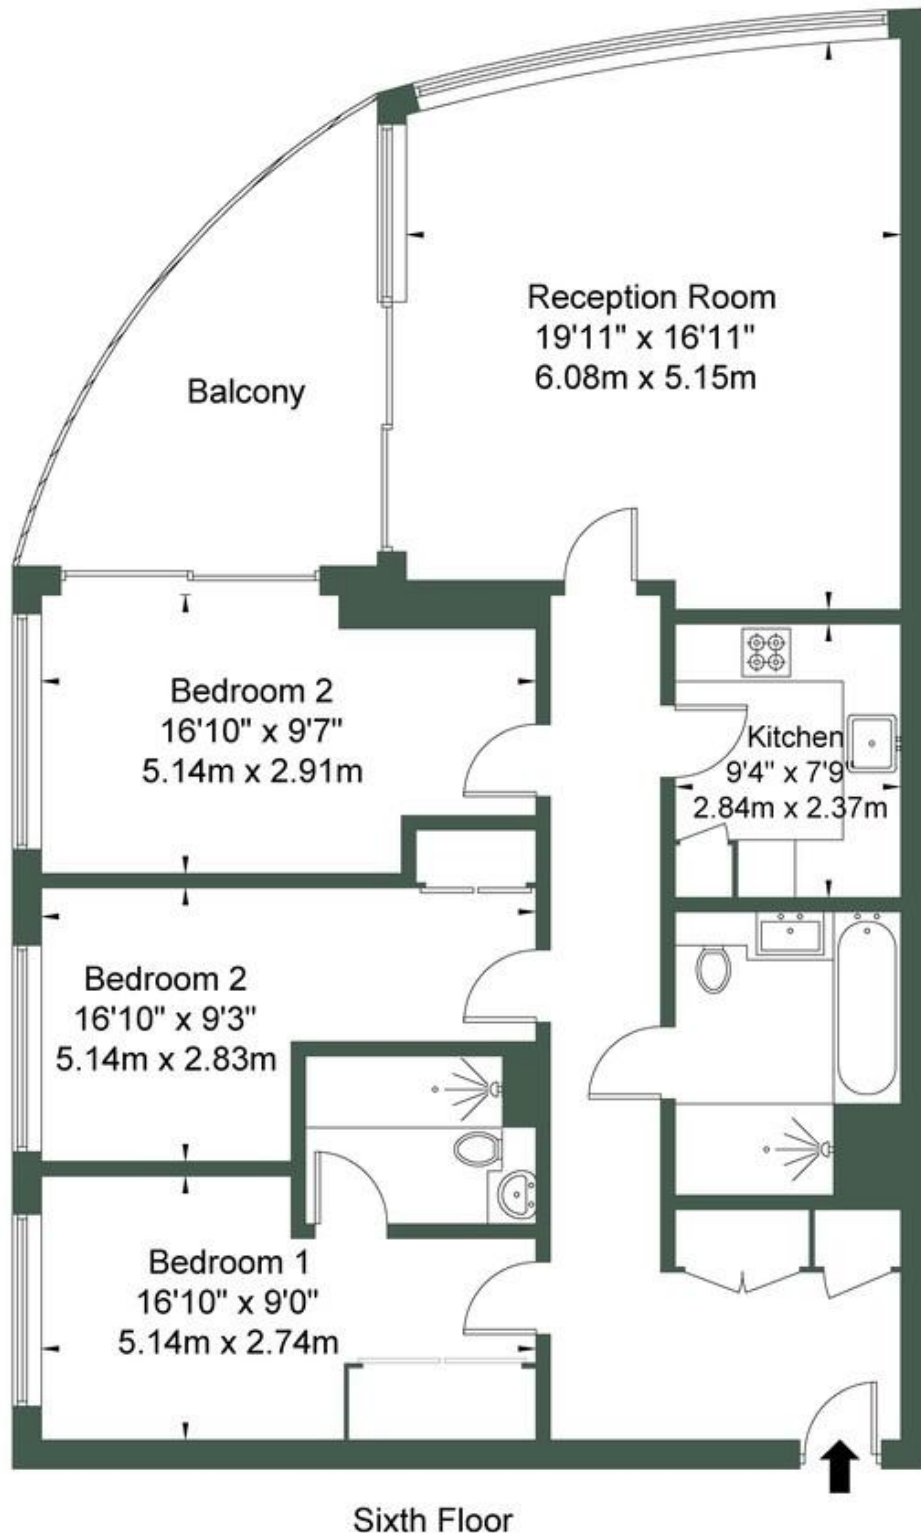 Reception Room
19'11" x 16'11"
6.08m x 5.15m
Balcony
Bedroom 2
16'10" x 9'7"
5.14m x 2.91m
Kitchen
9'4" x 7'9"
2.84m x 2.37m
Bedroom 2
16'10" x 9'3"
5.14m x 2.83m
Bedroom 1
16'10" x 9'0"
5.14m x 2.74m
Sixth Floor